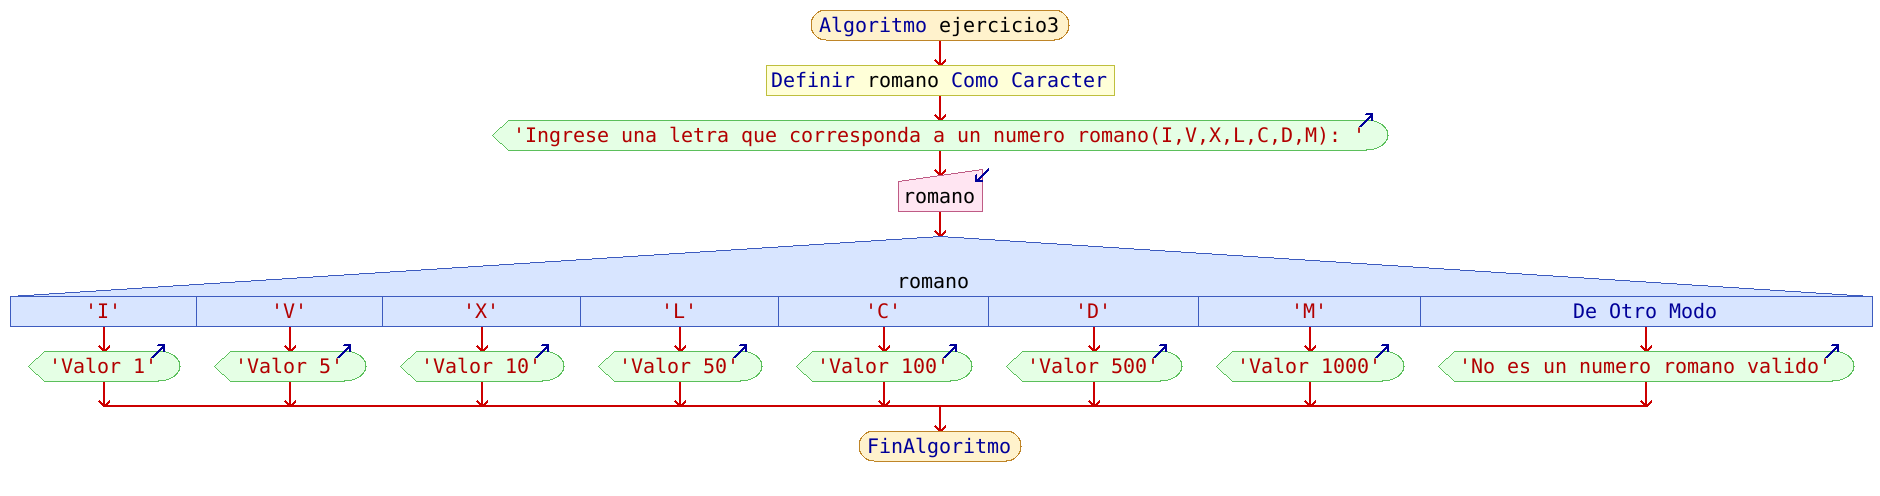 Algoritmo ejercicio3
Definir romano Como Caracter
'Ingrese una letra que corresponda a un numero romano(I,V,X,L,C,D,M): '
romano
romano
'I' 'V' 'X' 'L' 'C' 'D' 'M' De Otro Modo
'Valor 1' 'Valor 5' 'Valor 10' 'Valor 50' 'Valor 100' 'Valor 500' 'Valor 1000' 'No es un numero romano valido'
FinAlgoritmo